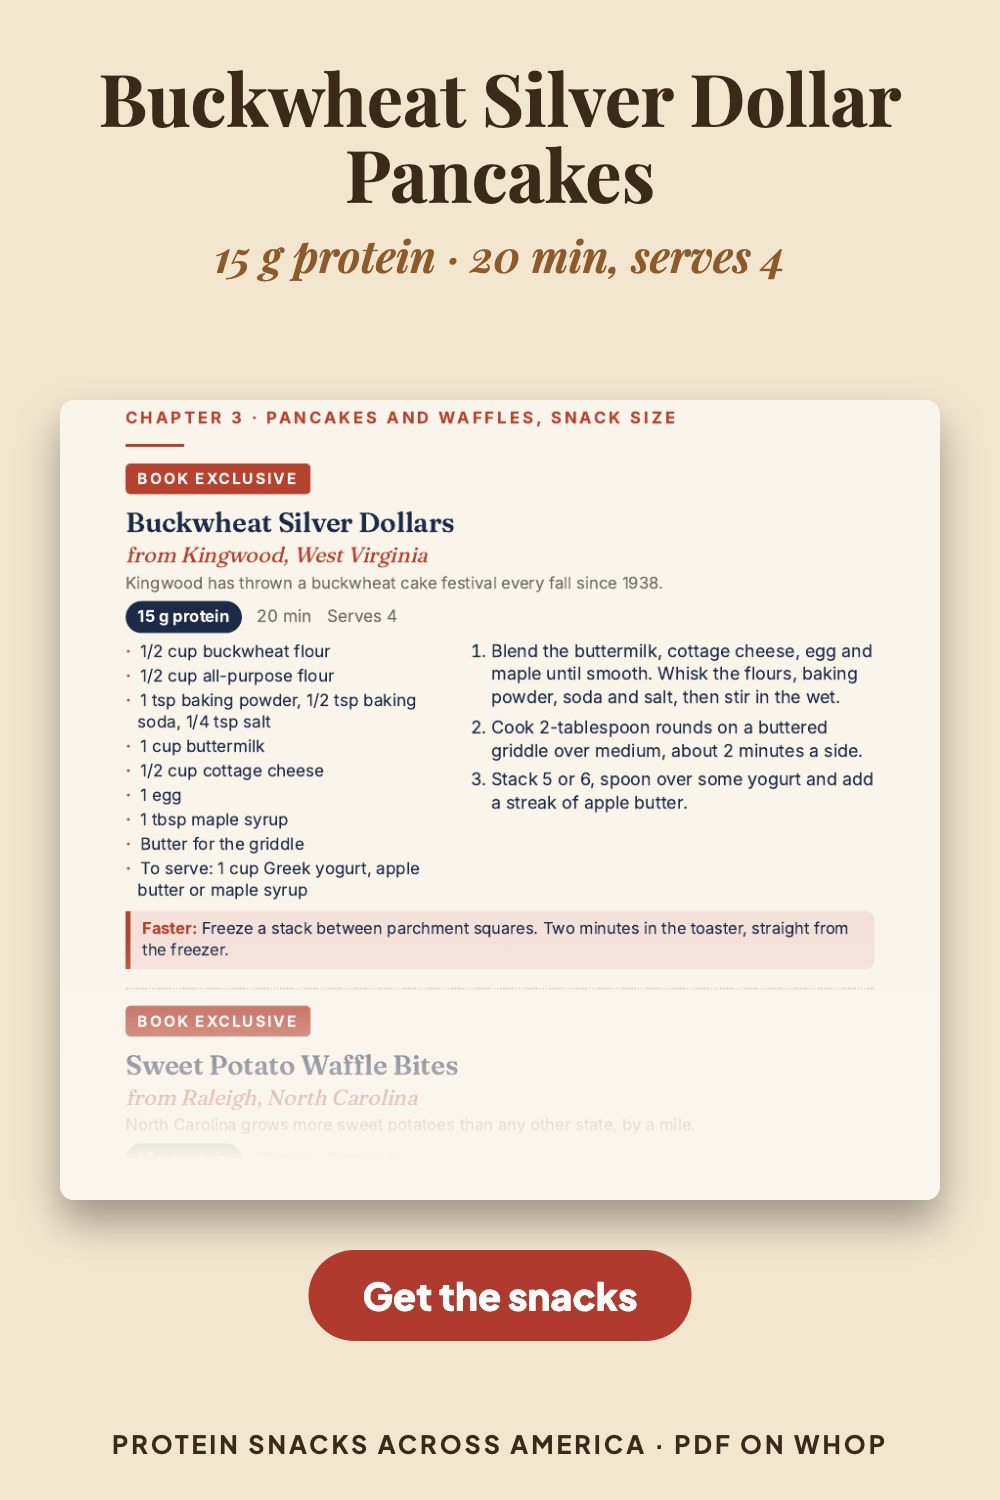 Buckwheat Silver Dollar
Pancakes
15 g protein · 20 min, serves 4
CHAPTER 3 · PANCAKES AND WAFFLES, SNACK SIZE
BOOK EXCLUSIVE
Buckwheat Silver Dollars
from Kingwood, West Virginia
Kingwood has thrown a buckwheat cake festival every fall since 1938.
15 g protein 20 min Serves 4
· 1/2 cup buckwheat flour
· 1/2 cup all-purpose flour
· 1 tsp baking powder, 1/2 tsp baking
soda, 1/4 tsp salt
· 1 cup buttermilk
· 1/2 cup cottage cheese
· 1 egg
· 1 tbsp maple syrup
· Butter for the griddle
· To serve: 1 cup Greek yogurt, apple
butter or maple syrup
1. Blend the buttermilk, cottage cheese, egg and
maple until smooth. Whisk the flours, baking
powder, soda and salt, then stir in the wet.
2. Cook 2-tablespoon rounds on a buttered
griddle over medium, about 2 minutes a side.
3. Stack 5 or 6, spoon over some yogurt and add
a streak of apple butter.
Faster: Freeze a stack between parchment squares. Two minutes in the toaster, straight from
the freezer.
BOOK EXCLUSIVE
Sweet Potato Waffle Bites
from Raleigh, North Carolina
North Carolina grows more sweet potatoes than any other state, by a mile.
Get the snacks
PROTEIN SNACKS ACROSS AMERICA · PDF ON WHOP